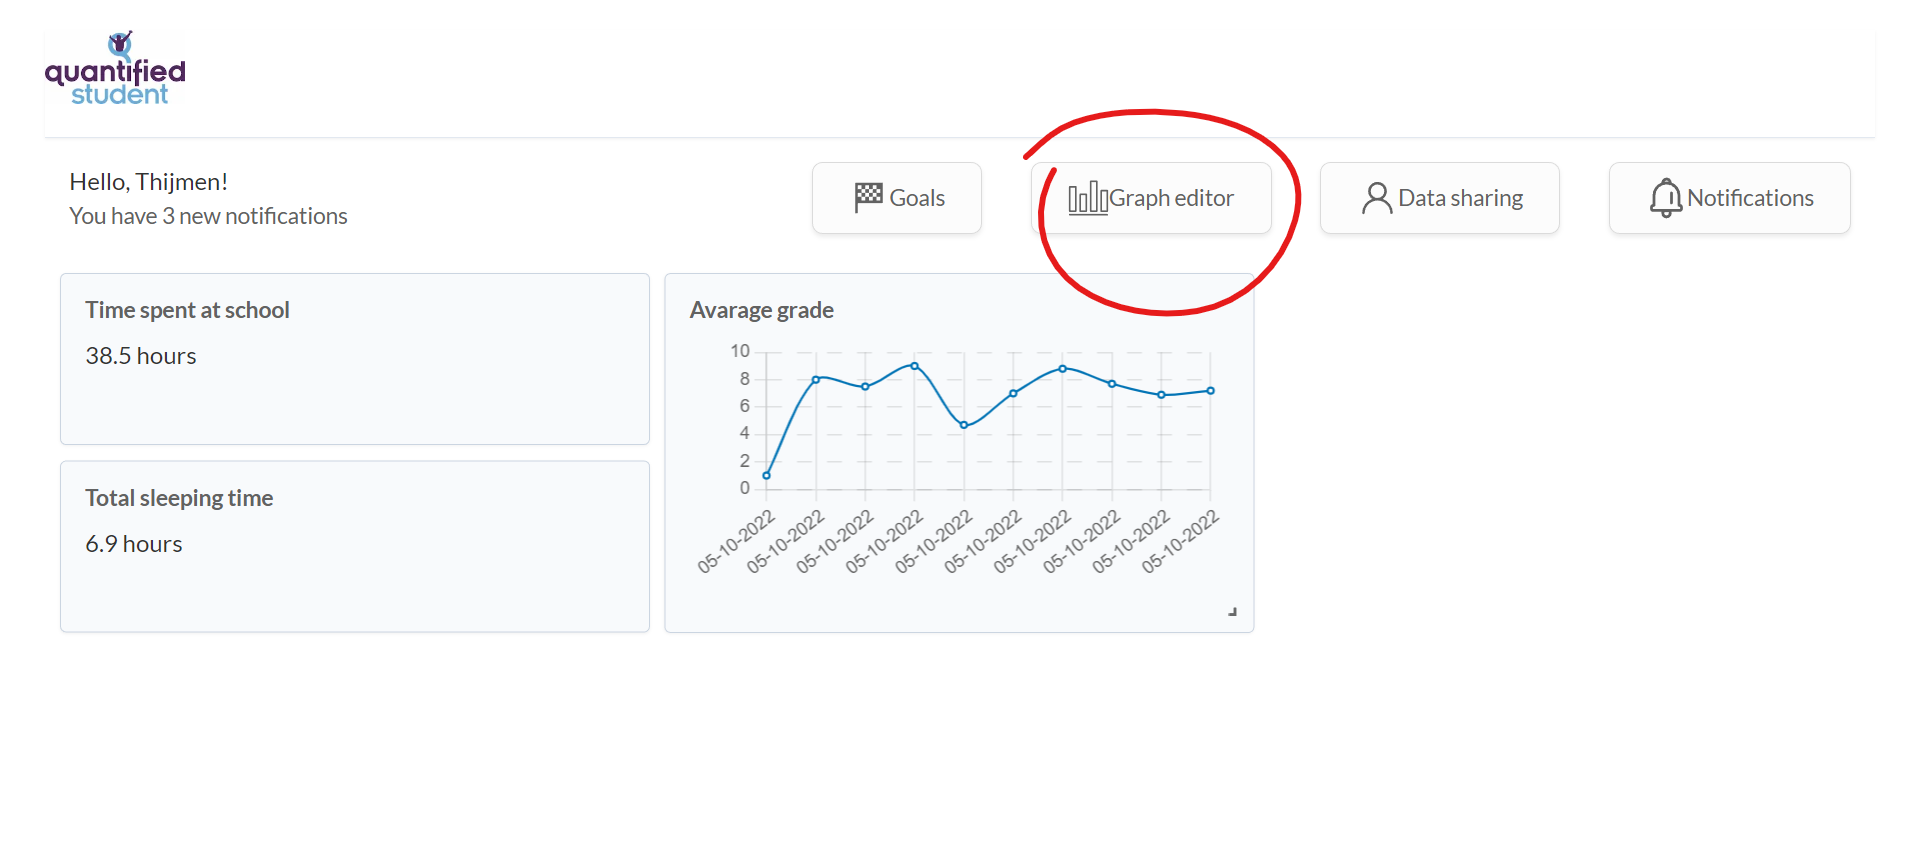 quantified
student
Hello, Thijmen!
You have 3 new notifications
Goals
Graph editor
Data sharing
Notifications
Time spent at school
38.5 hours
Total sleeping time
6.9 hours
Avarage grade
10
8
6
4
2
0
05-10-2022
05-10-2022
05-10-2022
05-10-2022
05-10-2022
05-10-2022
05-10-2022
05-10-2022
05-10-2022
05-10-2022